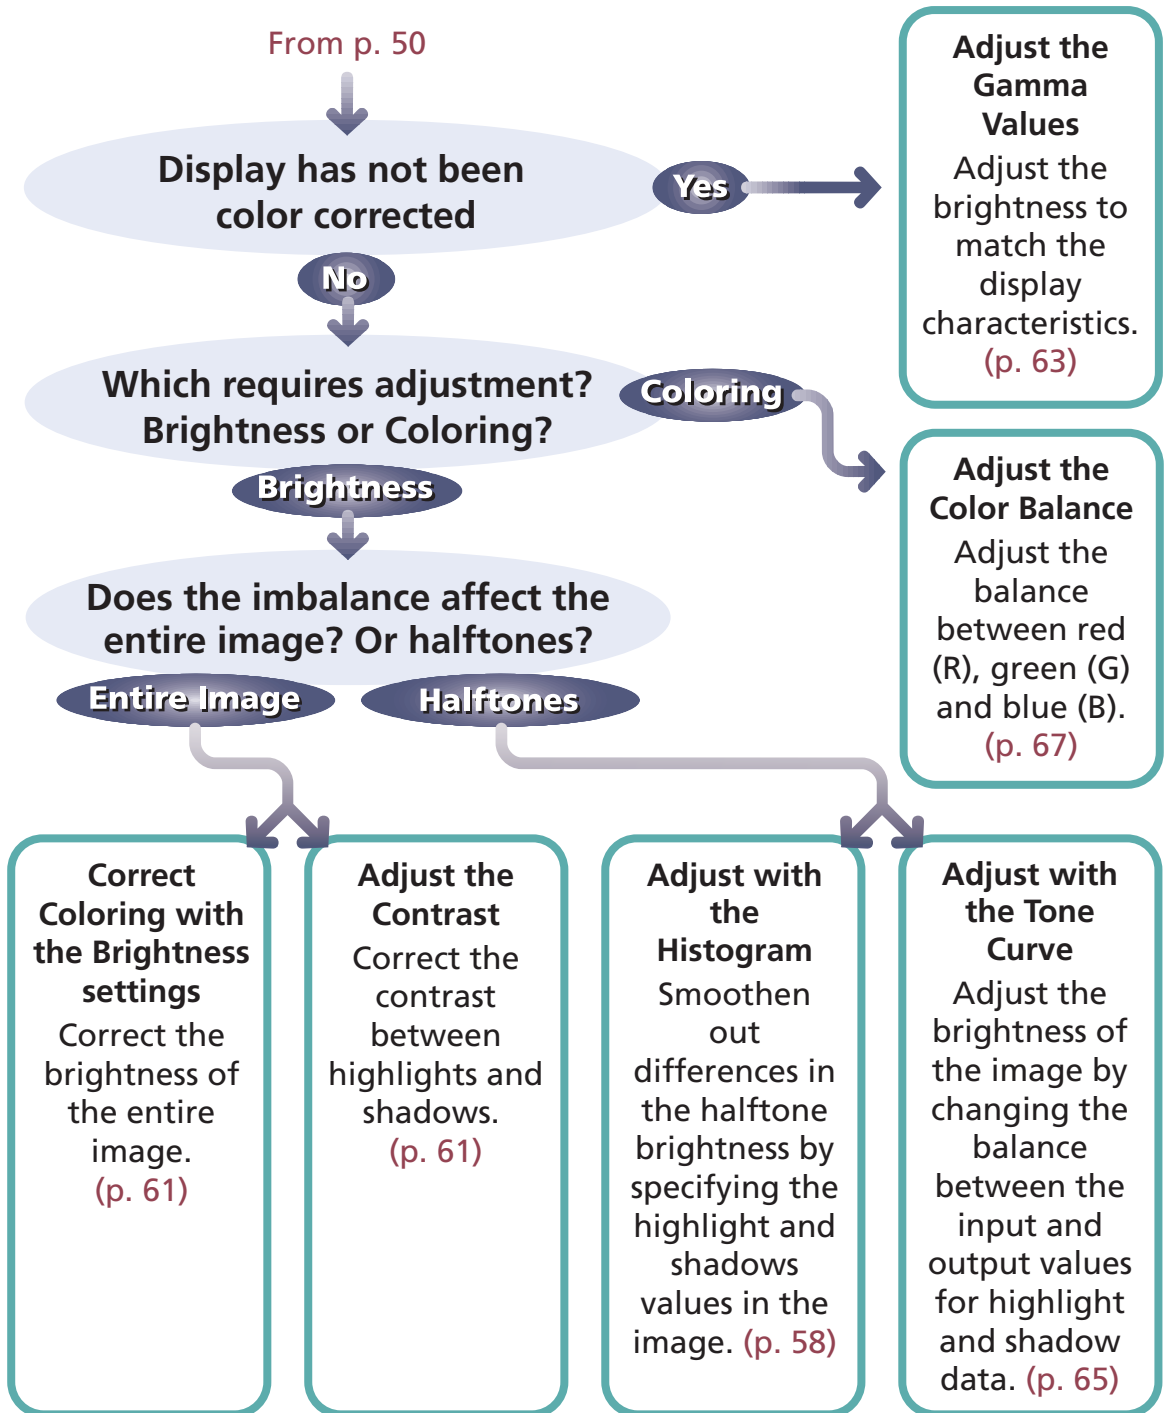 From p. 50
Display has not been
color corrected
Yes
No
Which requires adjustment?
Brightness or Coloring?
Coloring
Brightness
Does the imbalance affect the
entire image? Or halftones?
Entire Image
Halftones
Adjust the
Gamma
Values
Adjust the
brightness to
match the
display
characteristics.
(p. 63)
Adjust the
Color Balance
Adjust the
balance
between red
(R), green (G)
and blue (B).
(p. 67)
Correct
Coloring with
the Brightness
settings
Correct the
brightness of
the entire
image.
(p. 61)
Adjust the
Contrast
Correct the
contrast
between
highlights and
shadows.
(p. 61)
Adjust with
the
Histogram
Smoothen
out
differences in
the halftone
brightness by
specifying the
highlight and
shadows
values in the
image. (p. 58)
Adjust with
the Tone
Curve
Adjust the
brightness of
the image by
changing the
balance
between the
input and
output values
for highlight
and shadow
data. (p. 65)